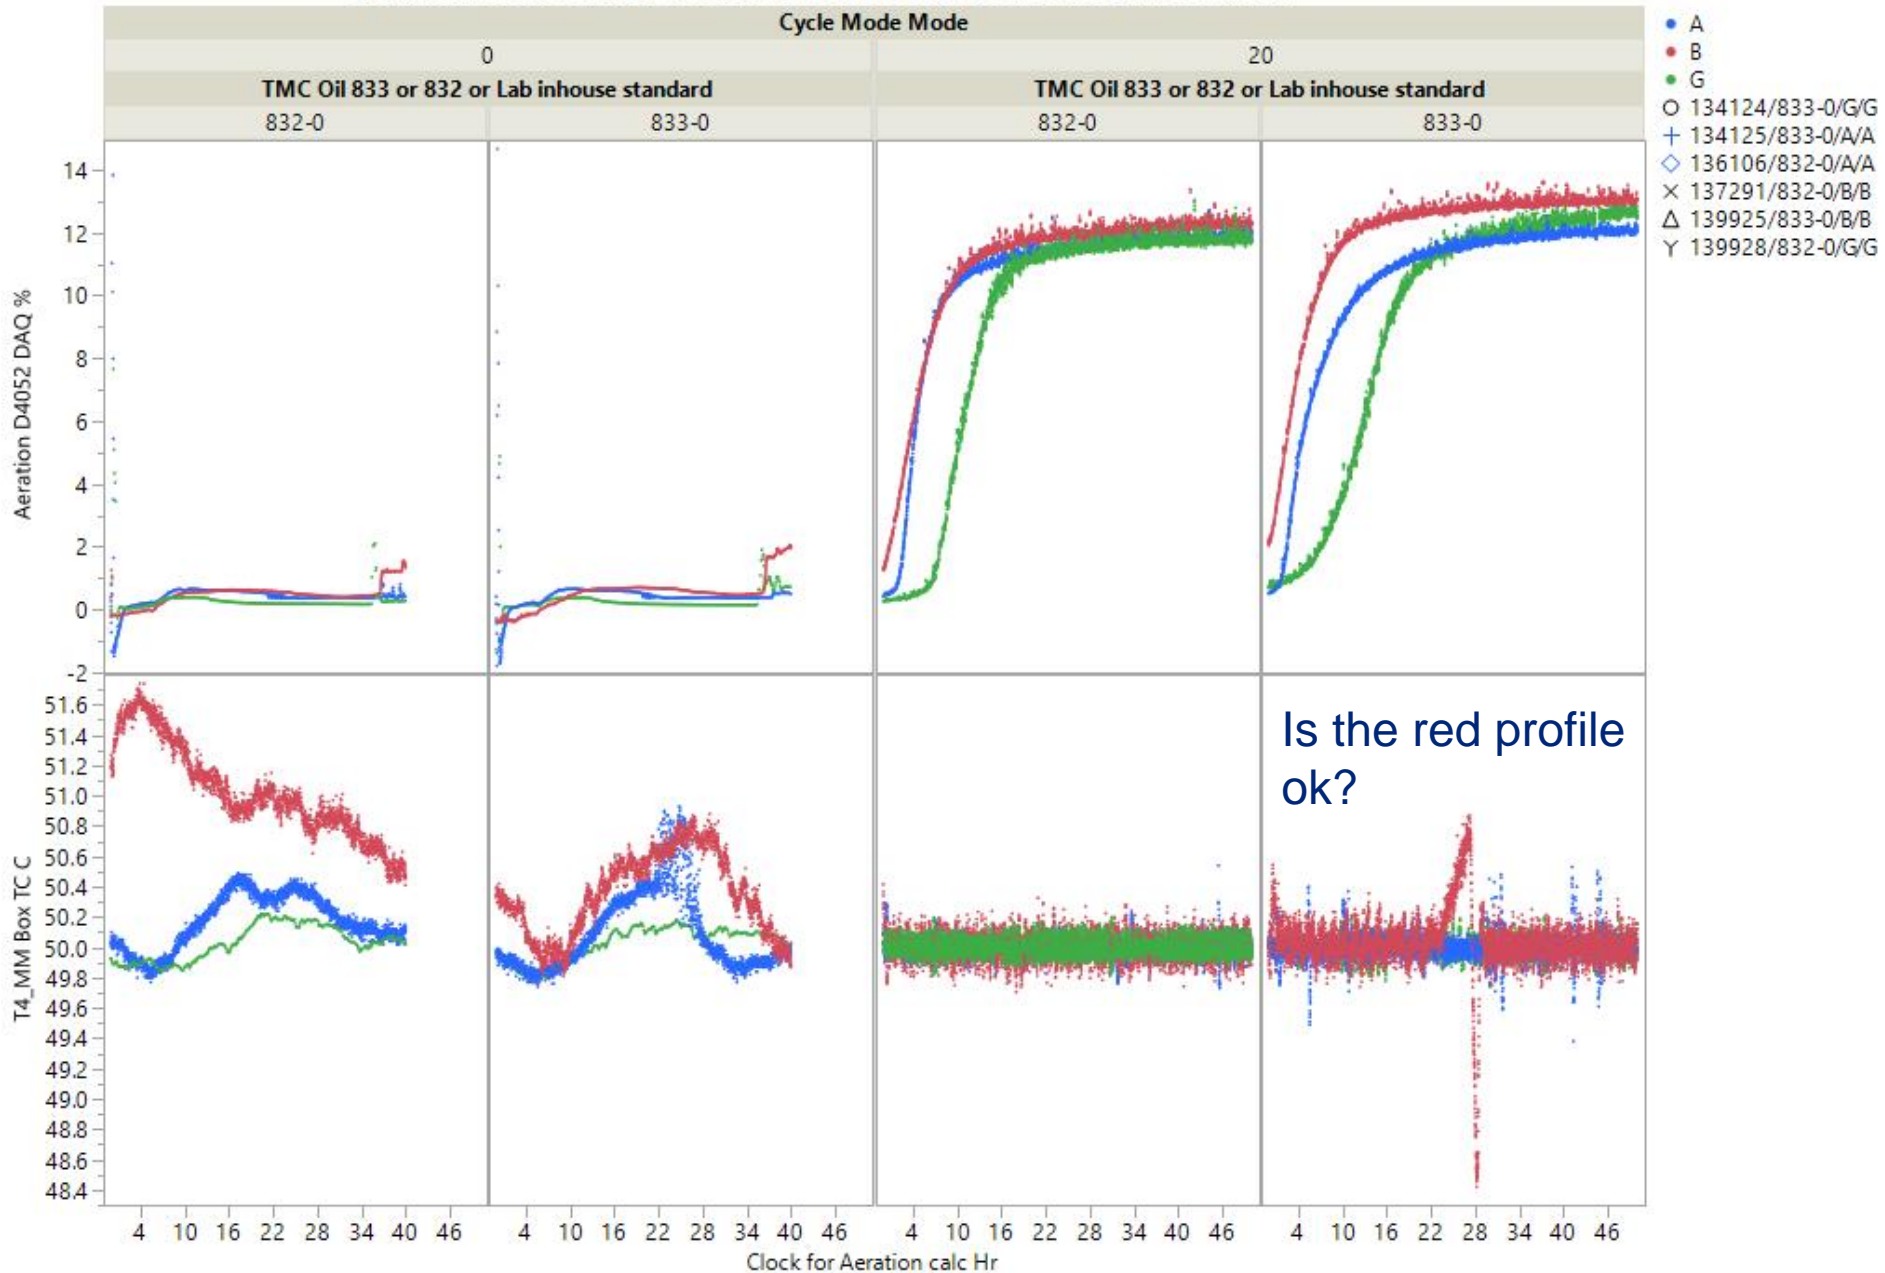 Cycle Mode Mode
0 20
TMC Oil 833 or 832 or Lab inhouse standard TMC Oil 833 or 832 or Lab inhouse standard
832-0 833-0 832-0 833-0
A
B
G
134124/833-0/G/G
134125/833-0/A/A
136106/832-0/A/A
137291/832-0/B/B
139925/833-0/B/B
139928/832-0/G/G
Aeration D4052 DAQ %
14
12
10
8
6
4
2
0
-2
T4_MM Box TC C
51.6
51.4
51.2
51.0
50.8
50.6
50.4
50.2
50.0
49.8
49.6
49.4
49.2
49.0
48.8
48.6
48.4
Is the red profile
ok?
4 10 16 22 28 34 40 46 4 10 16 22 28 34 40 46 4 10 16 22 28 34 40 46 4 10 16 22 28 34 40 46
Clock for Aeration calc Hr